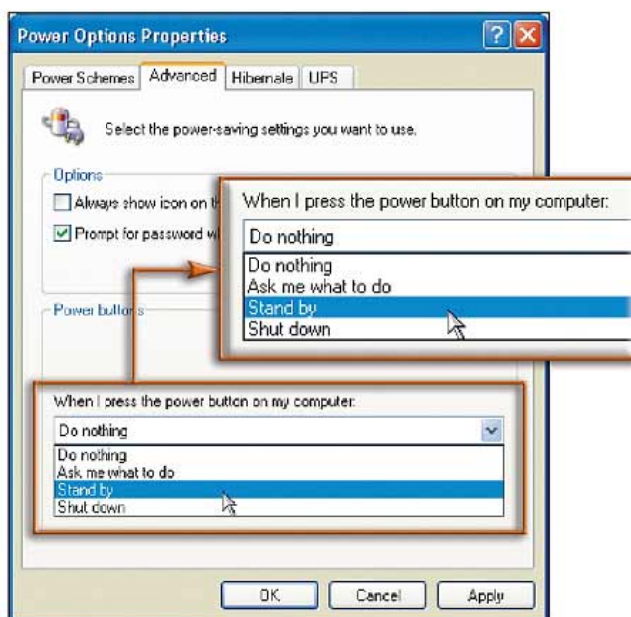 Power Options Properties
Power Schemes Advanced Hibernate UPS
Select the power-saving settings you want to use.
Options
Always show icon on th
Prompt for password wh
When I press the power button on my computer:
Do nothing
Do nothing
Ask me what to do
Stand by
Shut down
Power buttons
When I press the power button on my computer:
Do nothing
Do nothing
Ask me what to do
Stand by
Shut down
OK Cancel Apply